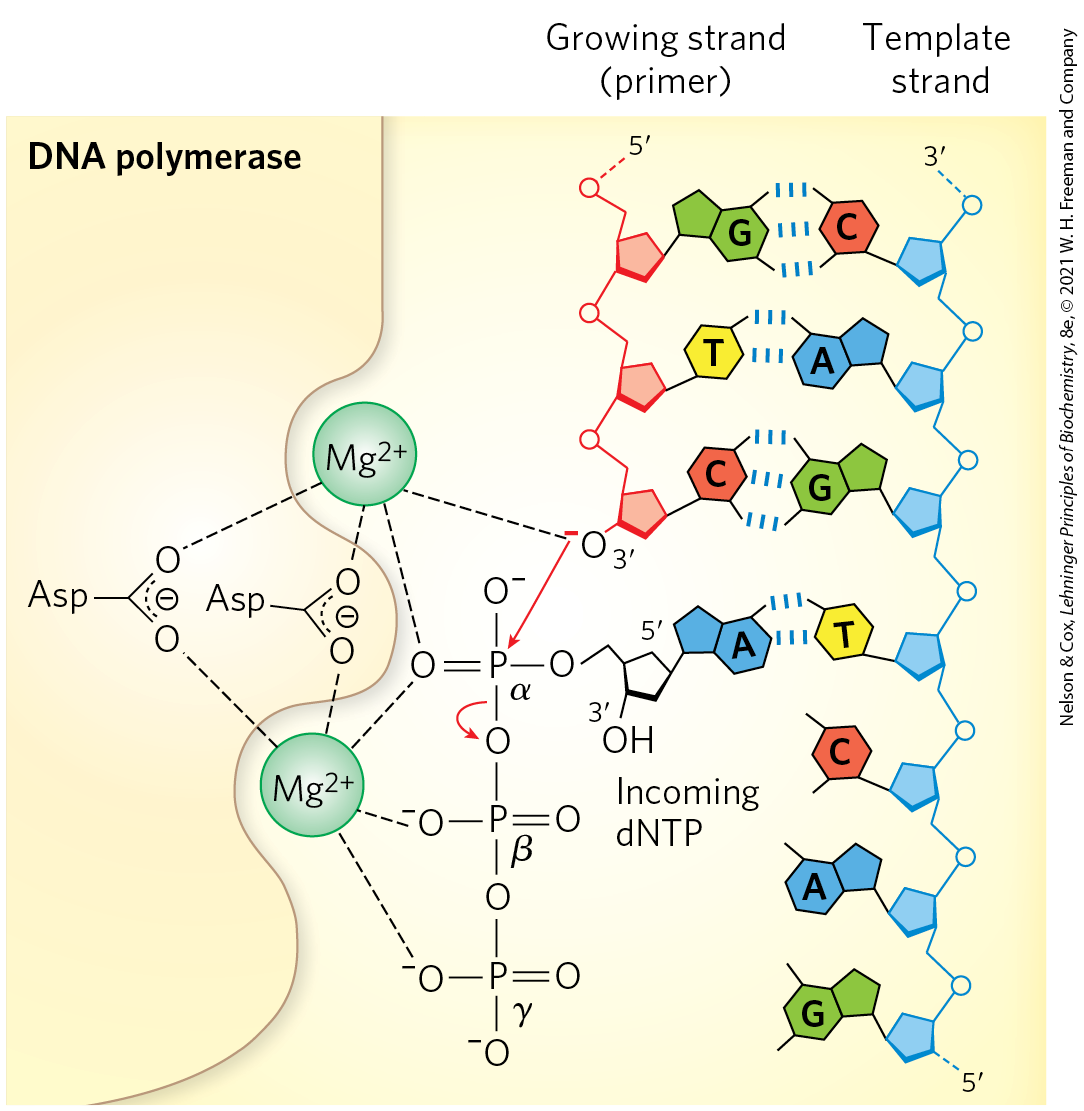 Growing strand
(primer)
Template
strand
DNA polymerase
5′
3′
G
C
T
A
C
G
Mg2+
−O
3′
Asp
O
⊖
O
Asp
O
⊖
O
O−
O=P—O
α
5′
3′
OH
A
T
O
Mg2+
−O—P=O
β
Incoming
dNTP
C
O
A
−O—P=O
γ
−O
G
5′
Nelson & Cox, Lehninger Principles of Biochemistry, 8e, © 2021 W. H. Freeman and Company